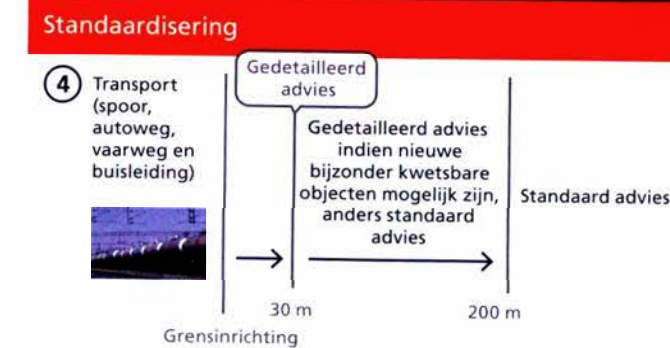 Standaardisering
4
Transport
(spoor,
autoweg,
vaarweg en
buisleiding)
Gedetailleerd
advies
Gedetailleerd advies
indien nieuwe
bijzonder kwetsbare
objecten mogelijk zijn,
anders standaard
advies
Standaard advies
30 m
200 m
Grensinrichting